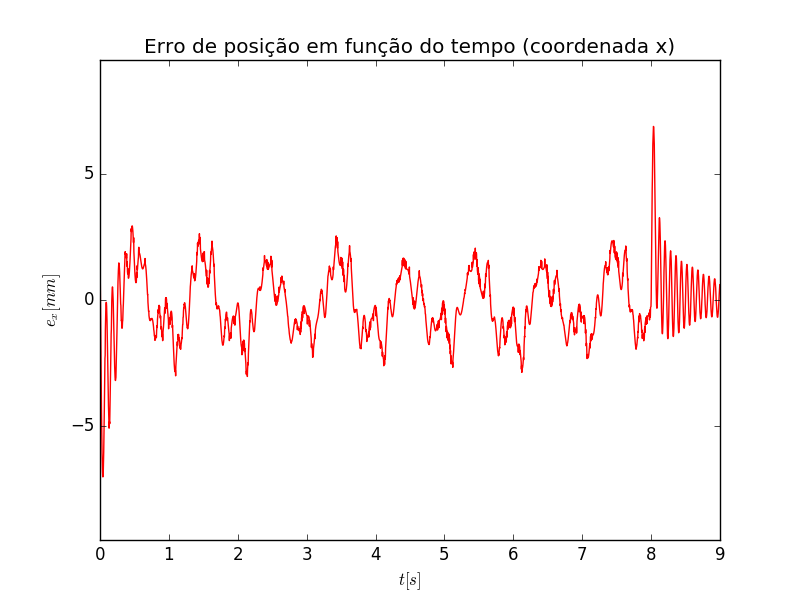 Erro de posição em função do tempo (coordenada x)
5
0
−5
e_x[mm]
0 1 2 3 4 5 6 7 8 9
t[s]